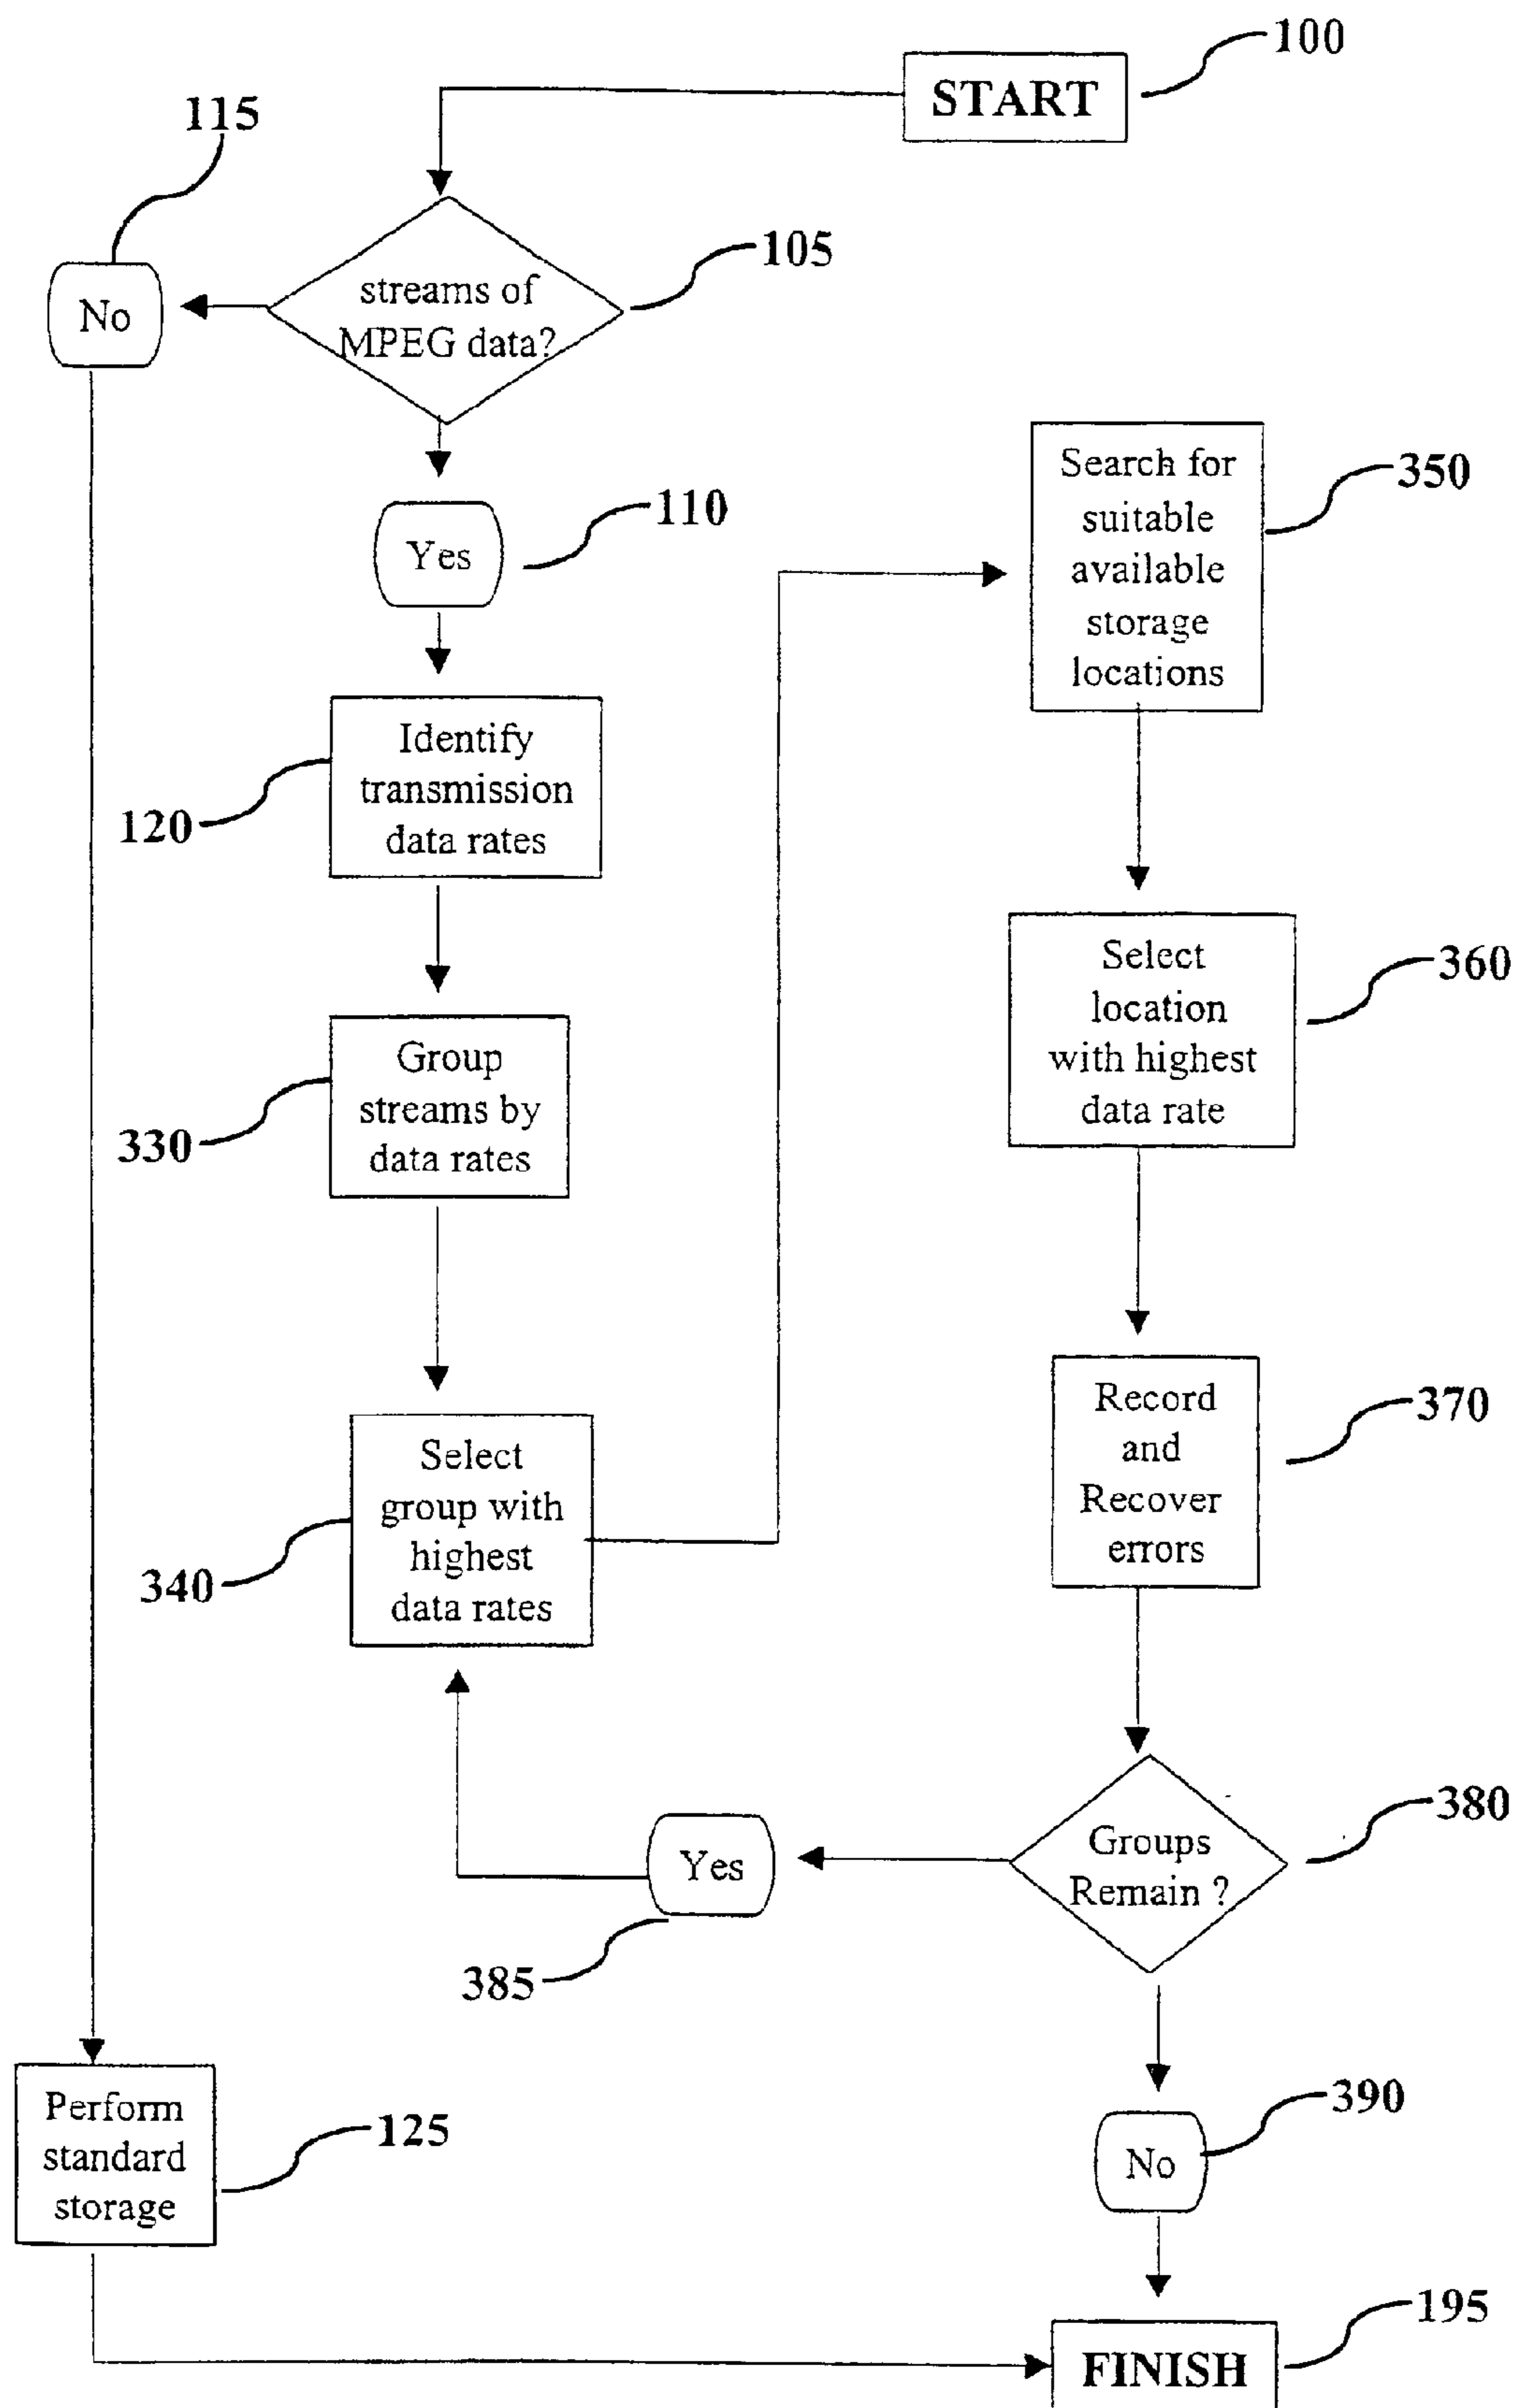 100
START
115
105
streams of
MPEG data?
No
110
Yes
Search for
suitable
available
storage
locations
350
Identify
transmission
data rates
120
Select
location
with highest
data rate
360
Group
streams by
data rates
330
Record
and
Recover
errors
370
Select
group with
highest
data rates
340
Groups
Remain ?
380
Yes
385
Perform
standard
storage
125
390
No
195
FINISH